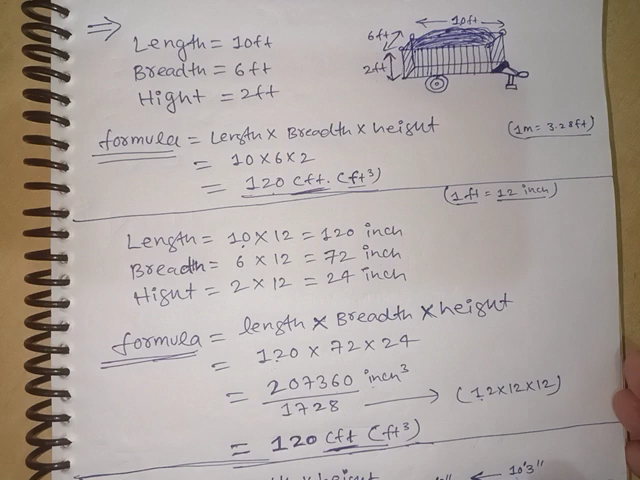 ⇒ Length = 10ft
Breadth = 6ft
Hight = 2ft
10ft
6ft
2ft
formula = Length x Breadth x height
(1m = 3.28ft)
= 10 x 6 x 2
= 120 Cft. (ft³)
(1ft = 12 inch)
Length = 10 x 12 = 120 inch
Breadth = 6 x 12 = 72 inch
Hight = 2 x 12 = 24 inch
formula = length x Breadth x height
= 120 x 72 x 24
= 207360 inch³
1728 → (12x12x12)
= 120 Cft (ft³)
x height
← 10'3"